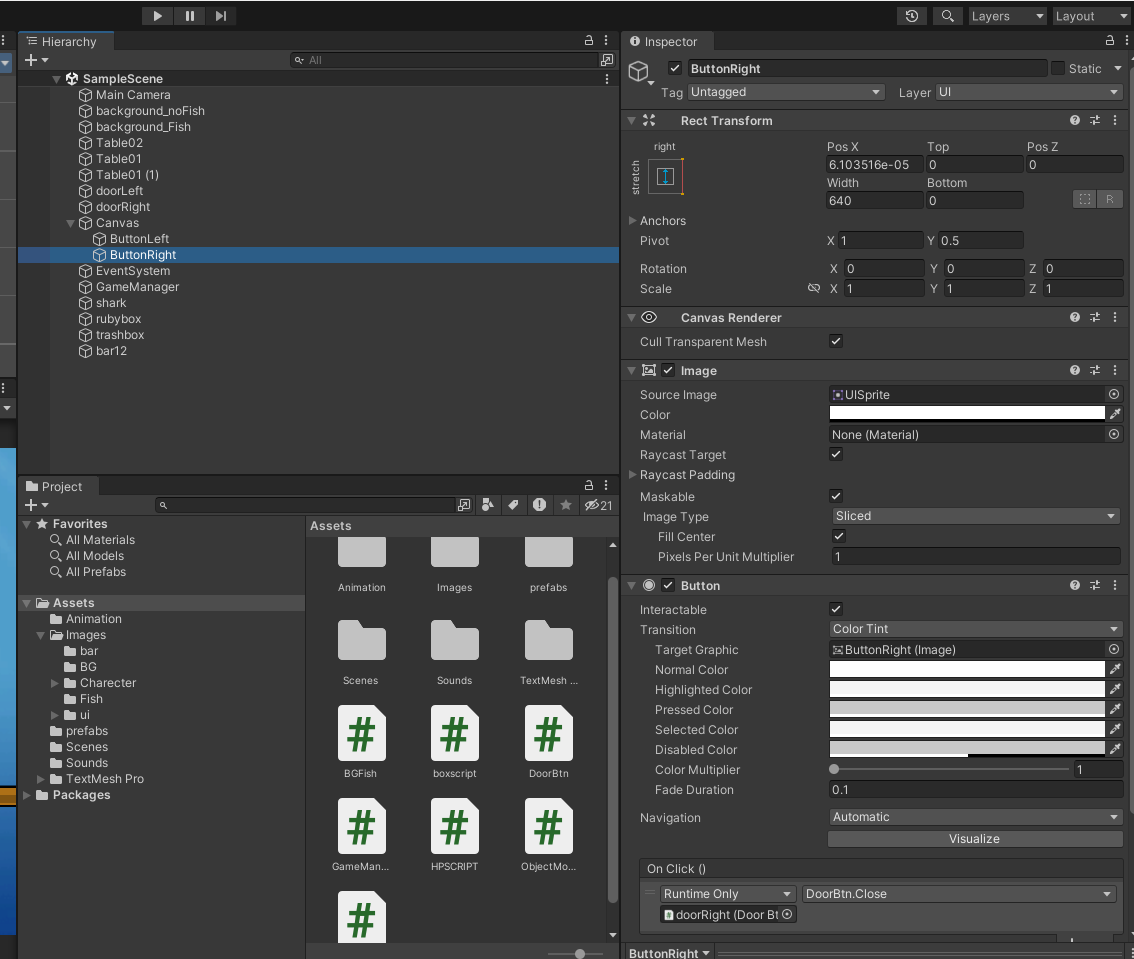 Layers
Layout
Hierarchy
All
SampleScene
Main Camera
background_noFish
background_Fish
Table02
Table01
Table01 (1)
doorLeft
doorRight
Canvas
ButtonLeft
ButtonRight
EventSystem
GameManager
shark
rubybox
trashbox
bar12
Project
21
Favorites
All Materials
All Models
All Prefabs
Assets
Animation
Images
bar
BG
Charecter
Fish
ui
prefabs
Scenes
Sounds
TextMesh Pro
Packages
Assets
Animation
Images
prefabs
Scenes
Sounds
TextMesh ...
BGFish
boxscript
DoorBtn
GameMan...
HPSCRIPT
ObjectMo...
Inspector
ButtonRight
Static
Tag Untagged
Layer UI
Rect Transform
right
stretch
Pos X Top Pos Z
6.103516e-05 0 0
Width Bottom
640 0
R
Anchors
Pivot X 1 Y 0.5
Rotation X 0 Y 0 Z 0
Scale X 1 Y 1 Z 1
Canvas Renderer
Cull Transparent Mesh
Image
Source Image UISprite
Color
Material None (Material)
Raycast Target
Raycast Padding
Maskable
Image Type Sliced
Fill Center
Pixels Per Unit Multiplier 1
Button
Interactable
Transition Color Tint
Target Graphic ButtonRight (Image)
Normal Color
Highlighted Color
Pressed Color
Selected Color
Disabled Color
Color Multiplier 1
Fade Duration 0.1
Navigation Automatic
Visualize
On Click ()
Runtime Only DoorBtn.Close
doorRight (Door Bt
ButtonRight